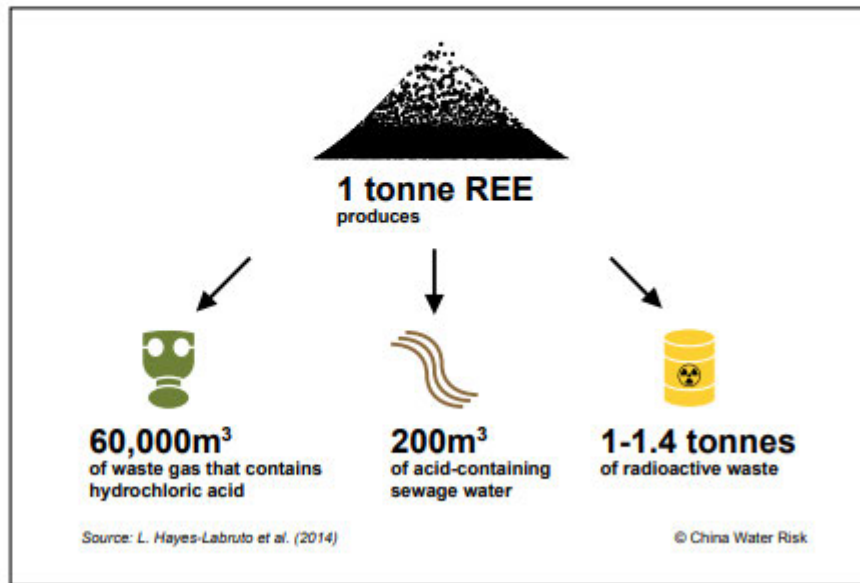 1 tonne REE
produces
60,000m³
of waste gas that contains
hydrochloric acid
200m³
of acid-containing
sewage water
1-1.4 tonnes
of radioactive waste
Source: L. Hayes-Labruto et al. (2014)
© China Water Risk